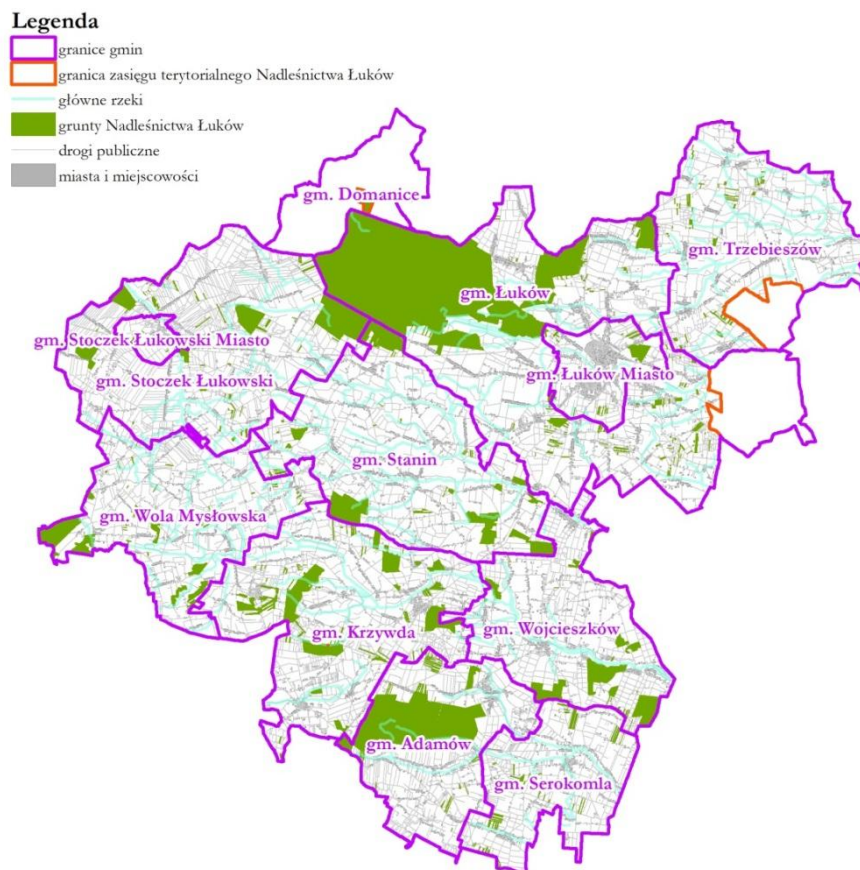 Legenda
granice gmin
granica zasięgu terytorialnego Nadleśnictwa Łuków
główne rzeki
grunty Nadleśnictwa Łuków
drogi publiczne
miasta i miejscowości
gm. Domanice
gm. Trzebieszów
gm. Łuków
gm. Stoczek Łukowski Miasto
gm. Łuków Miasto
gm. Stoczek Łukowski
gm. Stanin
gm. Wola Mysłowska
gm. Krzywda
gm. Wojcieszków
gm. Adamów
gm. Serokomla